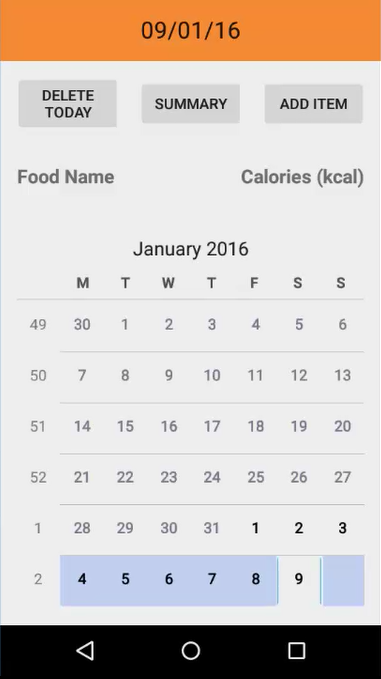 09/01/16
DELETE
TODAY
SUMMARY
ADD ITEM
Food Name
Calories (kcal)
January 2016
M T W T F S S
49 30 1 2 3 4 5 6
50 7 8 9 10 11 12 13
51 14 15 16 17 18 19 20
52 21 22 23 24 25 26 27
1 28 29 30 31 1 2 3
2 4 5 6 7 8 9